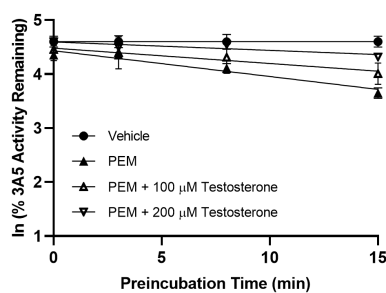 ln (% 3A5 Activity Remaining)
5
4
3
2
1
Vehicle
PEM
PEM + 100 μM Testosterone
PEM + 200 μM Testosterone
0
5
10
15
Preincubation Time (min)